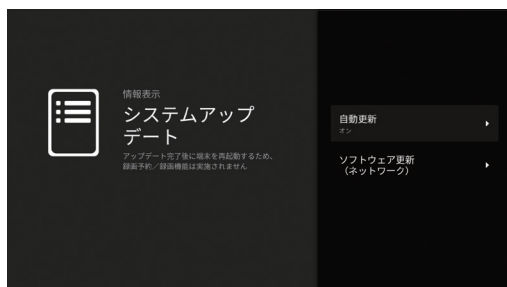 情報表示
システムアップ
デート
アップデート完了後に端末を再起動するため、
録画予約／録画機能は実施されません
自動更新
オン
ソフトウェア更新
（ネットワーク）